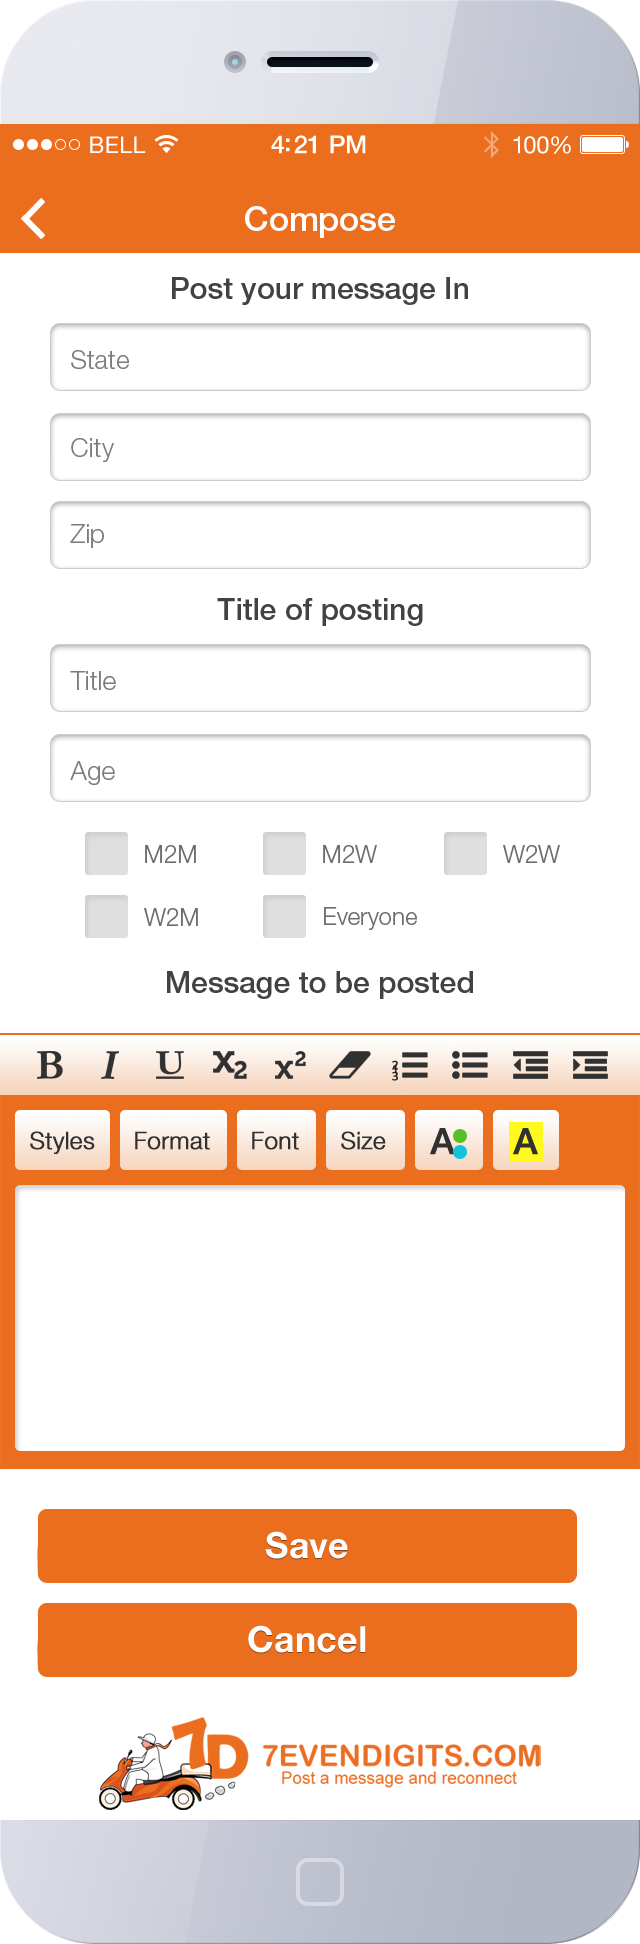 BELL 4:21 PM 100%
Compose
Post your message In
State
City
Zip
Title of posting
Title
Age
M2M M2W W2W
W2M Everyone
Message to be posted
B I U X2 x2
Styles Format Font Size A A
Save
Cancel
7D 7EVENDIGITS.COM
Post a message and reconnect